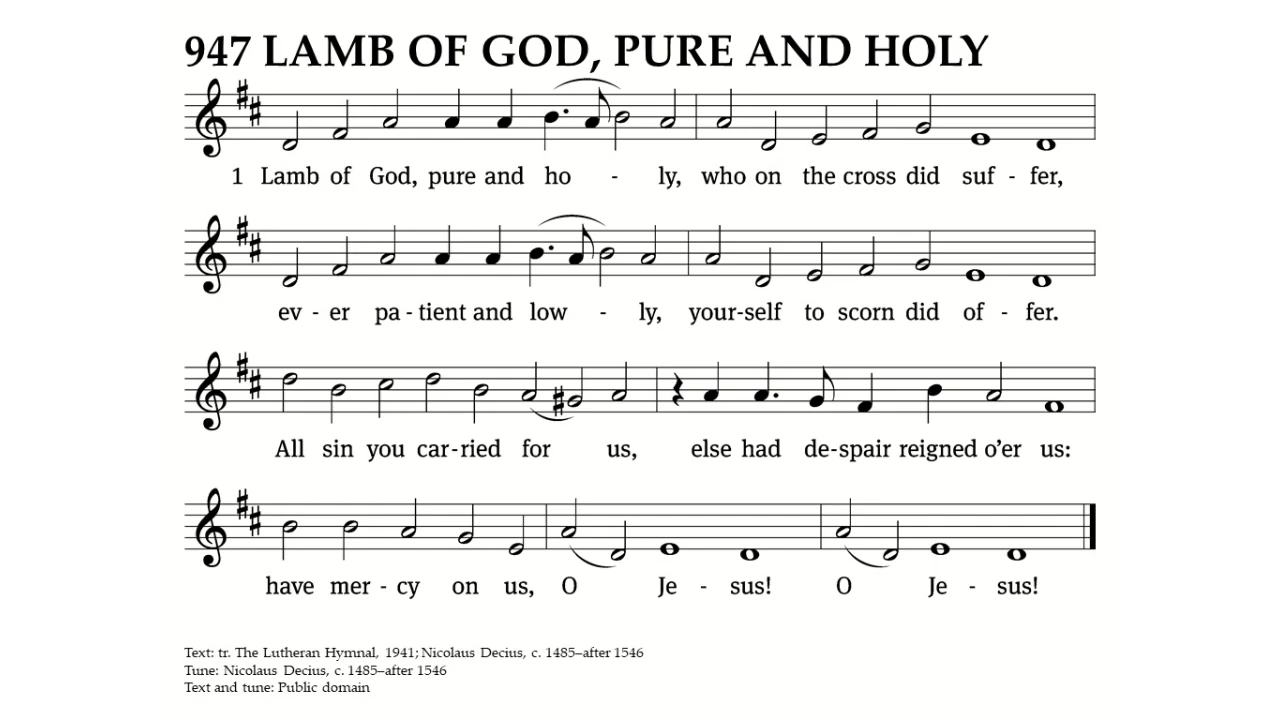 947 LAMB OF GOD, PURE AND HOLY
1 Lamb of God, pure and ho - ly, who on the cross did suf - fer,
ev - er pa - tient and low - ly, your-self to scorn did of - fer.
All sin you car-ried for us, else had de-spair reigned o’er us:
have mer - cy on us, O Je - sus! O Je - sus!
Text: tr. The Lutheran Hymnal, 1941; Nicolaus Decius, c. 1485–after 1546
Tune: Nicolaus Decius, c. 1485–after 1546
Text and tune: Public domain